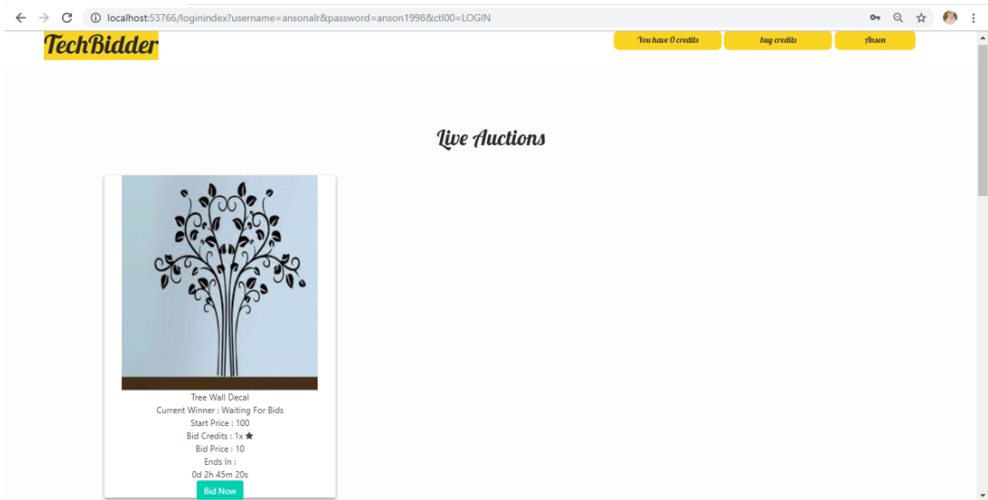 localhost:53766/loginindex?username=ansonalr&password=anson1998&ctl00=LOGIN
TechBidder
You have 0 credits
buy credits
Anson
Live Auctions
Tree Wall Decal
Current Winner : Waiting For Bids
Start Price : 100
Bid Credits : 1x ★
Bid Price : 10
Ends In :
0d 2h 45m 20s
Bid Now